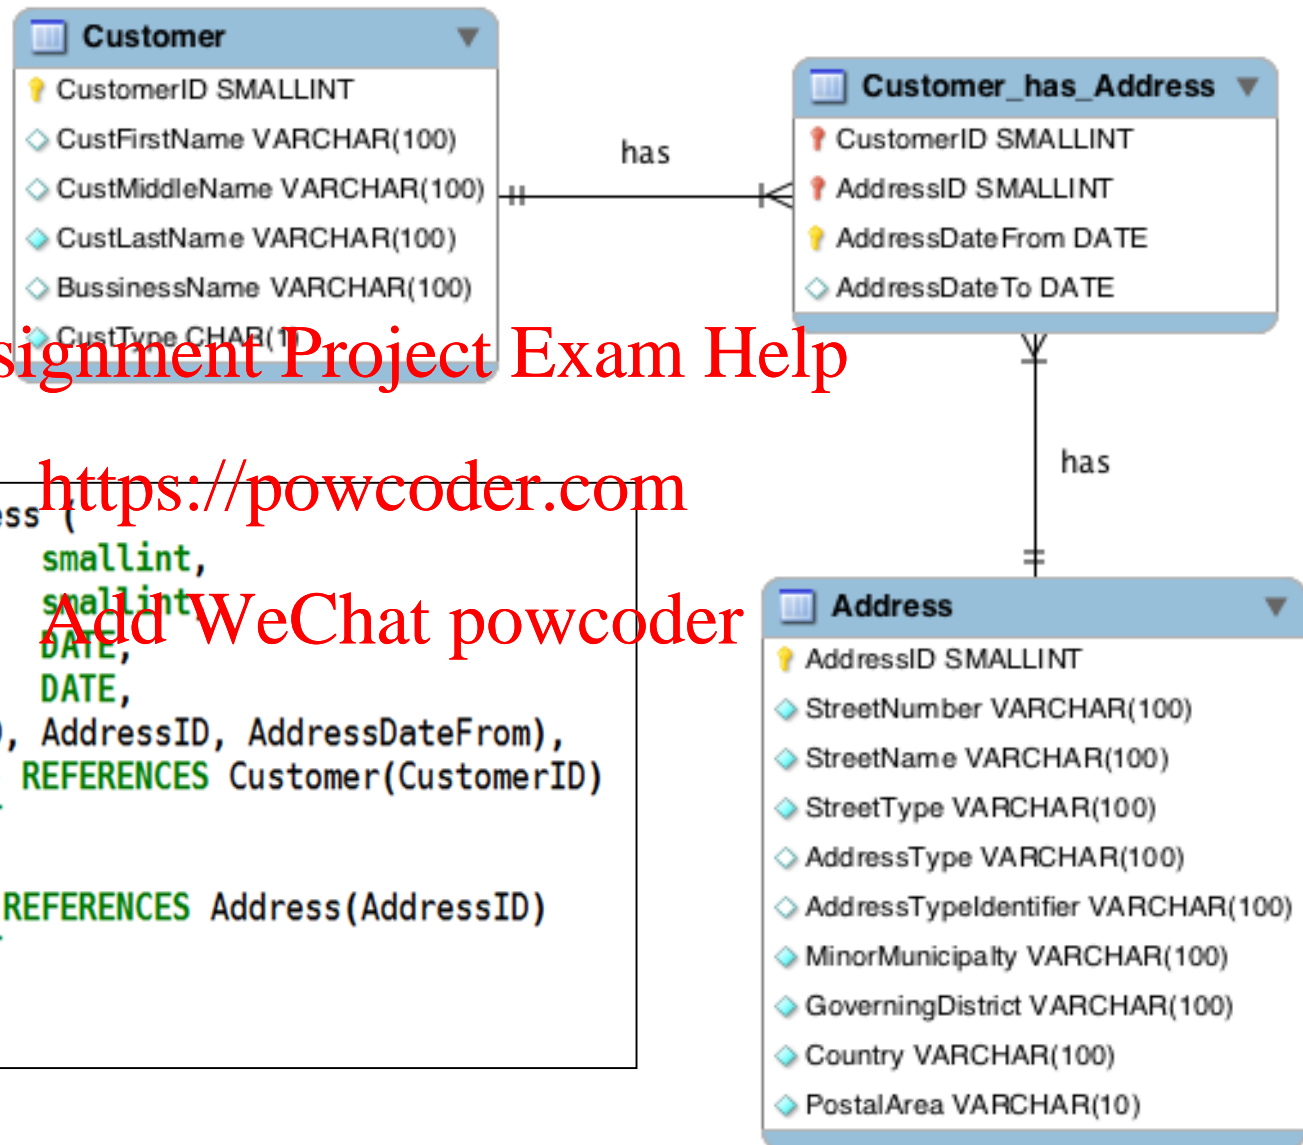 Customer
CustomerID SMALLINT
CustFirstName VARCHAR(100)
CustMiddleName VARCHAR(100)
CustLastName VARCHAR(100)
BussinessName VARCHAR(100)
CustType CHAR(1)
has
Customer_has_Address
CustomerID SMALLINT
AddressID SMALLINT
AddressDateFrom DATE
AddressDateTo DATE
signment Project Exam Help
https://powcoder.com
Add WeChat powcoder
has
ess (
smallint,
smallint,
DATE,
DATE,
, AddressID, AddressDateFrom),
REFERENCES Customer(CustomerID)
REFERENCES Address(AddressID)
Address
AddressID SMALLINT
StreetNumber VARCHAR(100)
StreetName VARCHAR(100)
StreetType VARCHAR(100)
AddressType VARCHAR(100)
AddressTypeIdentifier VARCHAR(100)
MinorMunicipalty VARCHAR(100)
GoverningDistrict VARCHAR(100)
Country VARCHAR(100)
PostalArea VARCHAR(10)